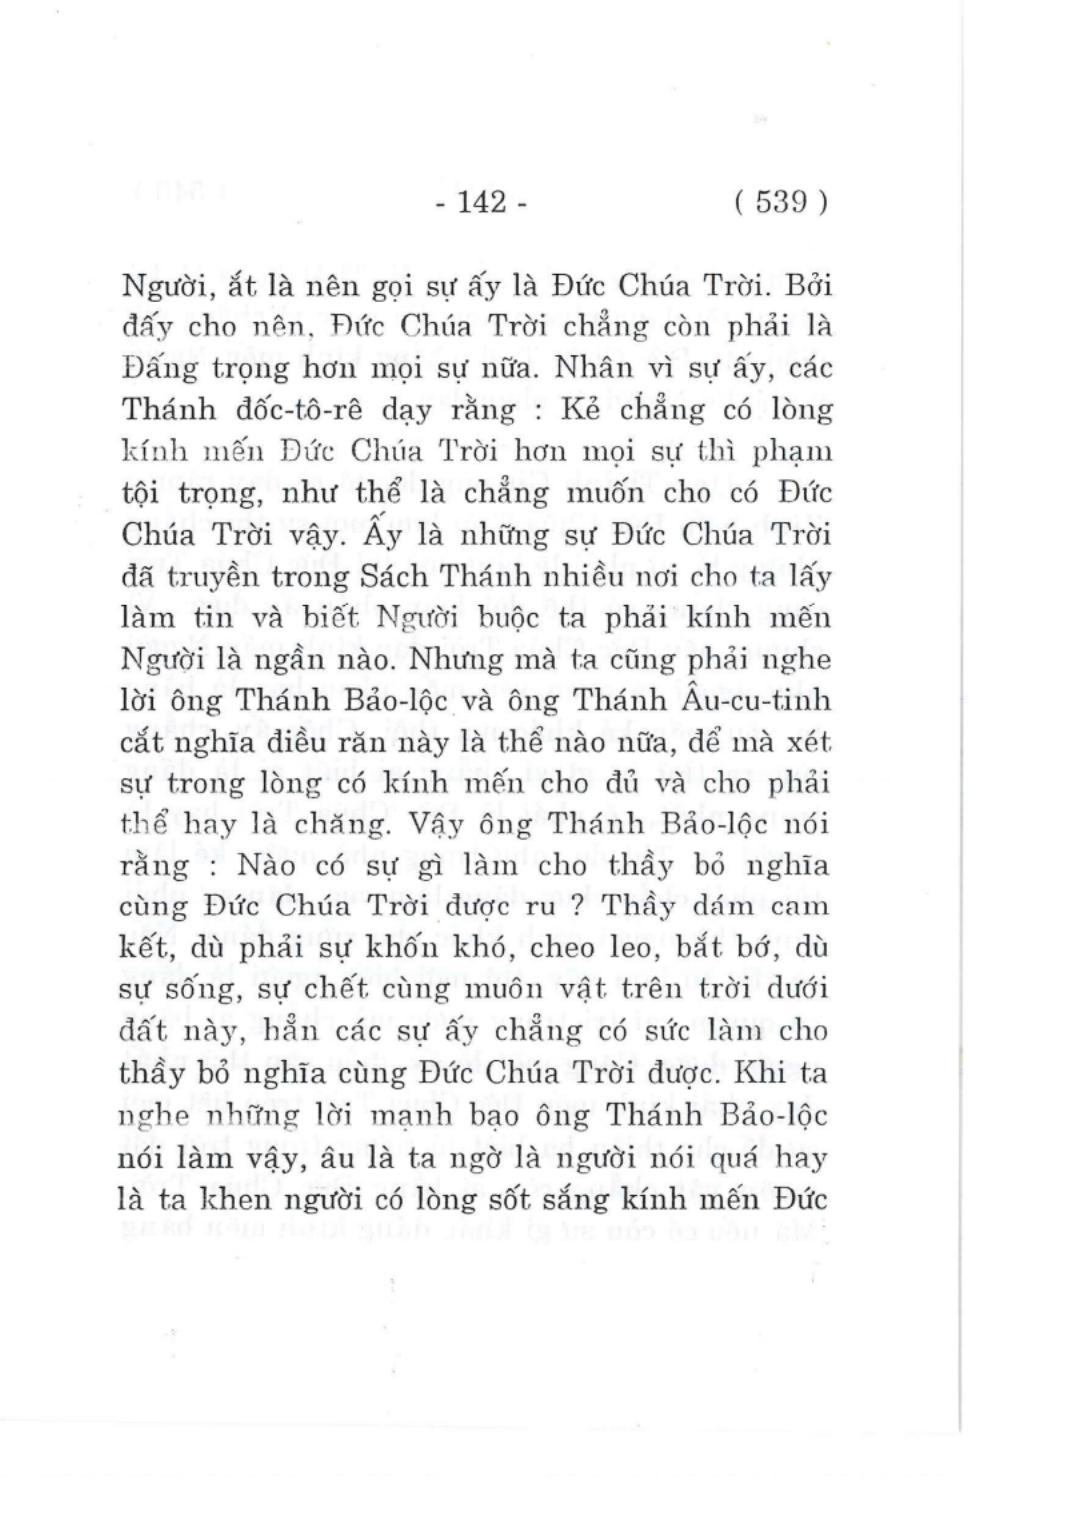 - 142 - ( 539 )
Người, ắt là nên gọi sự ấy là Đức Chúa Trời. Bởi
đấy cho nên, Đức Chúa Trời chẳng còn phải là
Đấng trọng hơn mọi sự nữa. Nhân vì sự ấy, các
Thánh đốc-tô-rê dạy rằng : Kẻ chẳng có lòng
kính mến Đức Chúa Trời hơn mọi sự thì phạm
tội trọng, như thể là chẳng muốn cho có Đức
Chúa Trời vậy. Ấy là những sự Đức Chúa Trời
đã truyền trong Sách Thánh nhiều nơi cho ta lấy
làm tin và biết Người buộc ta phải kính mến
Người là ngần nào. Nhưng mà ta cũng phải nghe
lời ông Thánh Bảo-lộc và ông Thánh Âu-cu-tinh
cắt nghĩa điều răn này là thể nào nữa, để mà xét
sự trong lòng có kính mến cho đủ và cho phải
thể hay là chăng. Vậy ông Thánh Bảo-lộc nói
rằng : Nào có sự gì làm cho thầy bỏ nghĩa
cùng Đức Chúa Trời được ru ? Thầy dám cam
kết, dù phải sự khốn khó, cheo leo, bắt bớ, dù
sự sống, sự chết cùng muôn vật trên trời dưới
đất này, hẳn các sự ấy chẳng có sức làm cho
thầy bỏ nghĩa cùng Đức Chúa Trời được. Khi ta
nghe những lời mạnh bạo ông Thánh Bảo-lộc
nói làm vậy, âu là ta ngờ là người nói quá hay
là ta khen người có lòng sốt sắng kính mến Đức